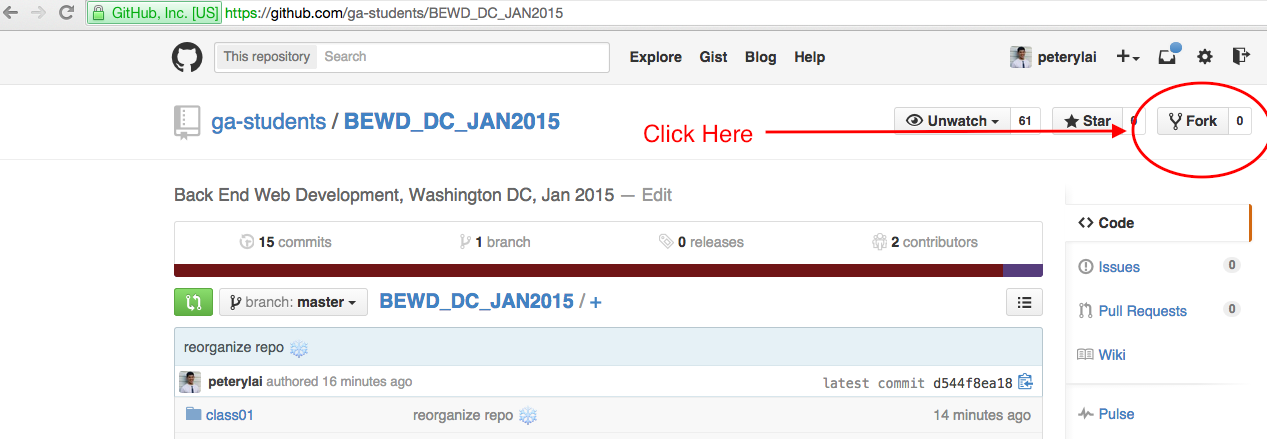 GitHub, Inc. [US] https://github.com/ga-students/BEWD_DC_JAN2015
This repository Search Explore Gist Blog Help peterylai
ga-students / BEWD_DC_JAN2015 Click Here Unwatch 61 Star 0 Fork 0
Back End Web Development, Washington DC, Jan 2015 — Edit
15 commits 1 branch 0 releases 2 contributors
branch: master BEWD_DC_JAN2015 / +
reorganize repo
peterylai authored 16 minutes ago latest commit d544f8ea18
class01 reorganize repo 14 minutes ago
Code
Issues 0
Pull Requests 0
Wiki
Pulse